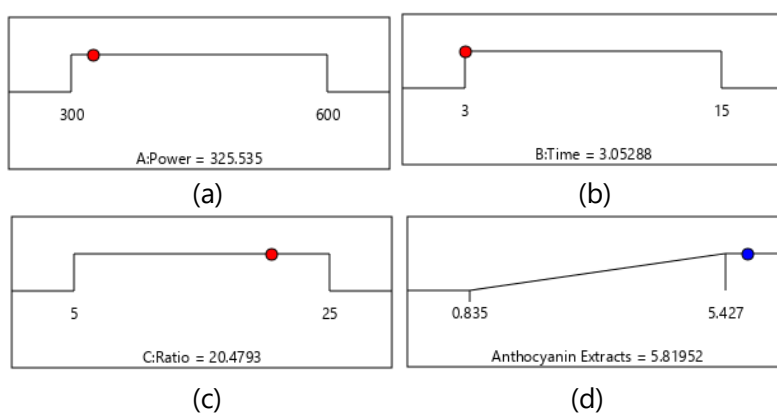 300 600
A:Power = 325.535
(a)
3 15
B:Time = 3.05288
(b)
5 25
C:Ratio = 20.4793
(c)
0.835 5.427
Anthocyanin Extracts = 5.81952
(d)